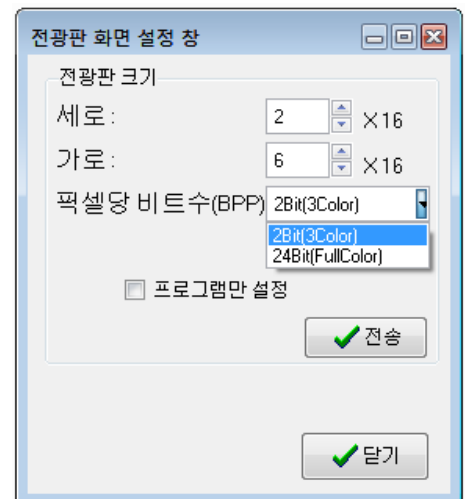 전광판 화면 설정 창
전광판 크기
세로: 2 X16
가로: 6 X16
픽셀당 비트수(BPP) 2Bit(3Color)
2Bit(3Color)
24Bit(FullColor)
프로그램만 설정
전송
닫기